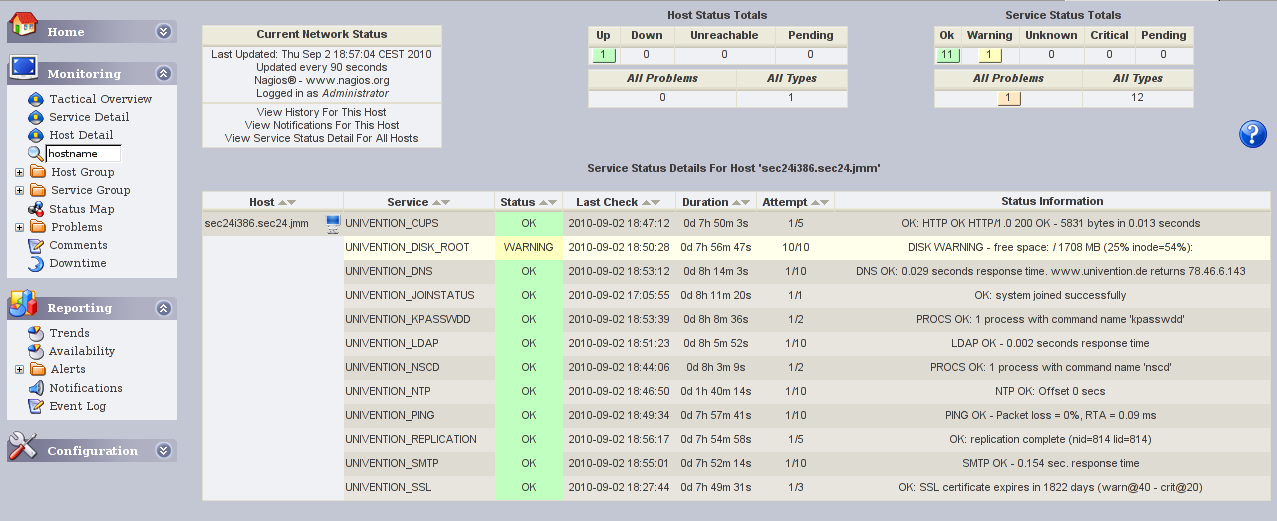 Home
Monitoring
Tactical Overview
Service Detail
Host Detail
hostname
Host Group
Service Group
Status Map
Problems
Comments
Downtime
Reporting
Trends
Availability
Alerts
Notifications
Event Log
Configuration
Current Network Status
Last Updated: Thu Sep 2 18:57:04 CEST 2010
Updated every 90 seconds
Nagios® - www.nagios.org
Logged in as Administrator
View History For This Host
View Notifications For This Host
View Service Status Detail For All Hosts
Host Status Totals
Up Down Unreachable Pending
1 0 0 0
All Problems All Types
0 1
Service Status Totals
Ok Warning Unknown Critical Pending
11 1 0 0 0
All Problems All Types
1 12
?
Service Status Details For Host 'sec24i386.sec24.jmm'
Host Service Status Last Check Duration Attempt Status Information
sec24i386.sec24.jmm UNIVENTION_CUPS OK 2010-09-02 18:47:12 0d 7h 50m 3s 1/5 OK: HTTP OK HTTP/1.0 200 OK - 5831 bytes in 0.013 seconds
UNIVENTION_DISK_ROOT WARNING 2010-09-02 18:50:28 0d 7h 56m 47s 10/10 DISK WARNING - free space: / 1708 MB (25% inode=54%):
UNIVENTION_DNS OK 2010-09-02 18:53:12 0d 8h 14m 3s 1/10 DNS OK: 0.029 seconds response time. www.univention.de returns 78.46.6.143
UNIVENTION_JOINSTATUS OK 2010-09-02 17:05:55 0d 8h 11m 20s 1/1 OK: system joined successfully
UNIVENTION_KPASSWDD OK 2010-09-02 18:53:39 0d 8h 8m 36s 1/2 PROCS OK: 1 process with command name 'kpasswdd'
UNIVENTION_LDAP OK 2010-09-02 18:51:23 0d 8h 5m 52s 1/10 LDAP OK - 0.002 seconds response time
UNIVENTION_NSCD OK 2010-09-02 18:44:06 0d 8h 3m 9s 1/2 PROCS OK: 1 process with command name 'nscd'
UNIVENTION_NTP OK 2010-09-02 18:46:50 0d 1h 40m 14s 1/10 NTP OK: Offset 0 secs
UNIVENTION_PING OK 2010-09-02 18:49:34 0d 7h 57m 41s 1/10 PING OK - Packet loss = 0%, RTA = 0.09 ms
UNIVENTION_REPLICATION OK 2010-09-02 18:56:17 0d 7h 54m 58s 1/5 OK: replication complete (nid=814 lid=814)
UNIVENTION_SMTP OK 2010-09-02 18:55:01 0d 7h 52m 14s 1/10 SMTP OK - 0.154 sec. response time
UNIVENTION_SSL OK 2010-09-02 18:27:44 0d 7h 49m 31s 1/3 OK: SSL certificate expires in 1822 days (warn@40 - crit@20)